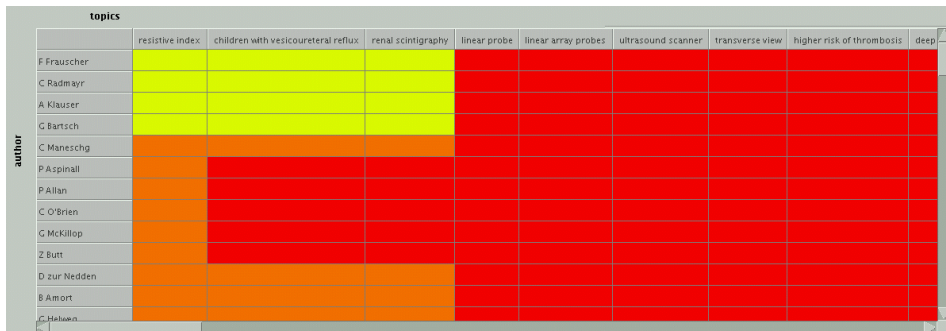 topics
resistive index children with vesicoureteral reflux renal scintigraphy linear probe linear array probes ultrasound scanner transverse view higher risk of thrombosis deep
author
F Frauscher
C Radmayr
A Klauser
G Bartsch
C Maneschg
P Aspinall
P Allan
C O'Brien
G McKillop
Z Butt
D zur Nedden
B Amort
G Helweg